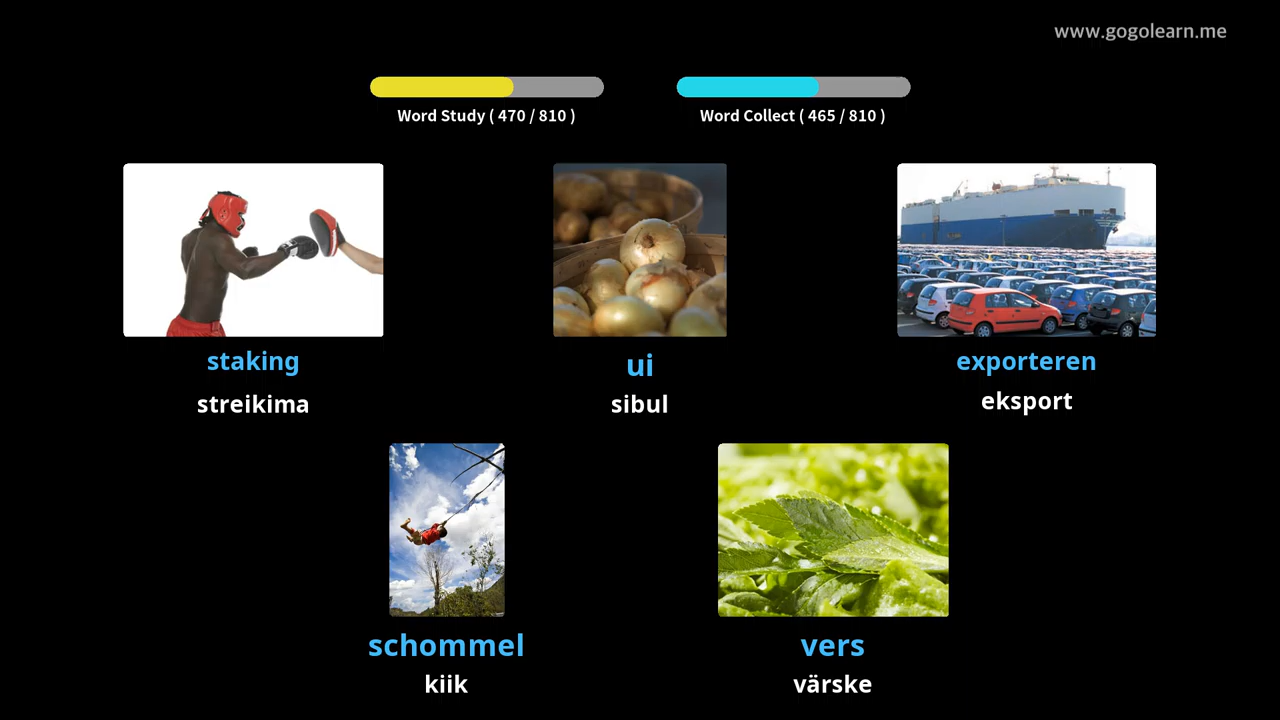 www.gogolearn.me
Word Study ( 470 / 810 )
Word Collect ( 465 / 810 )
staking
streikima
ui
sibul
exporteren
eksport
schommel
kiik
vers
värske